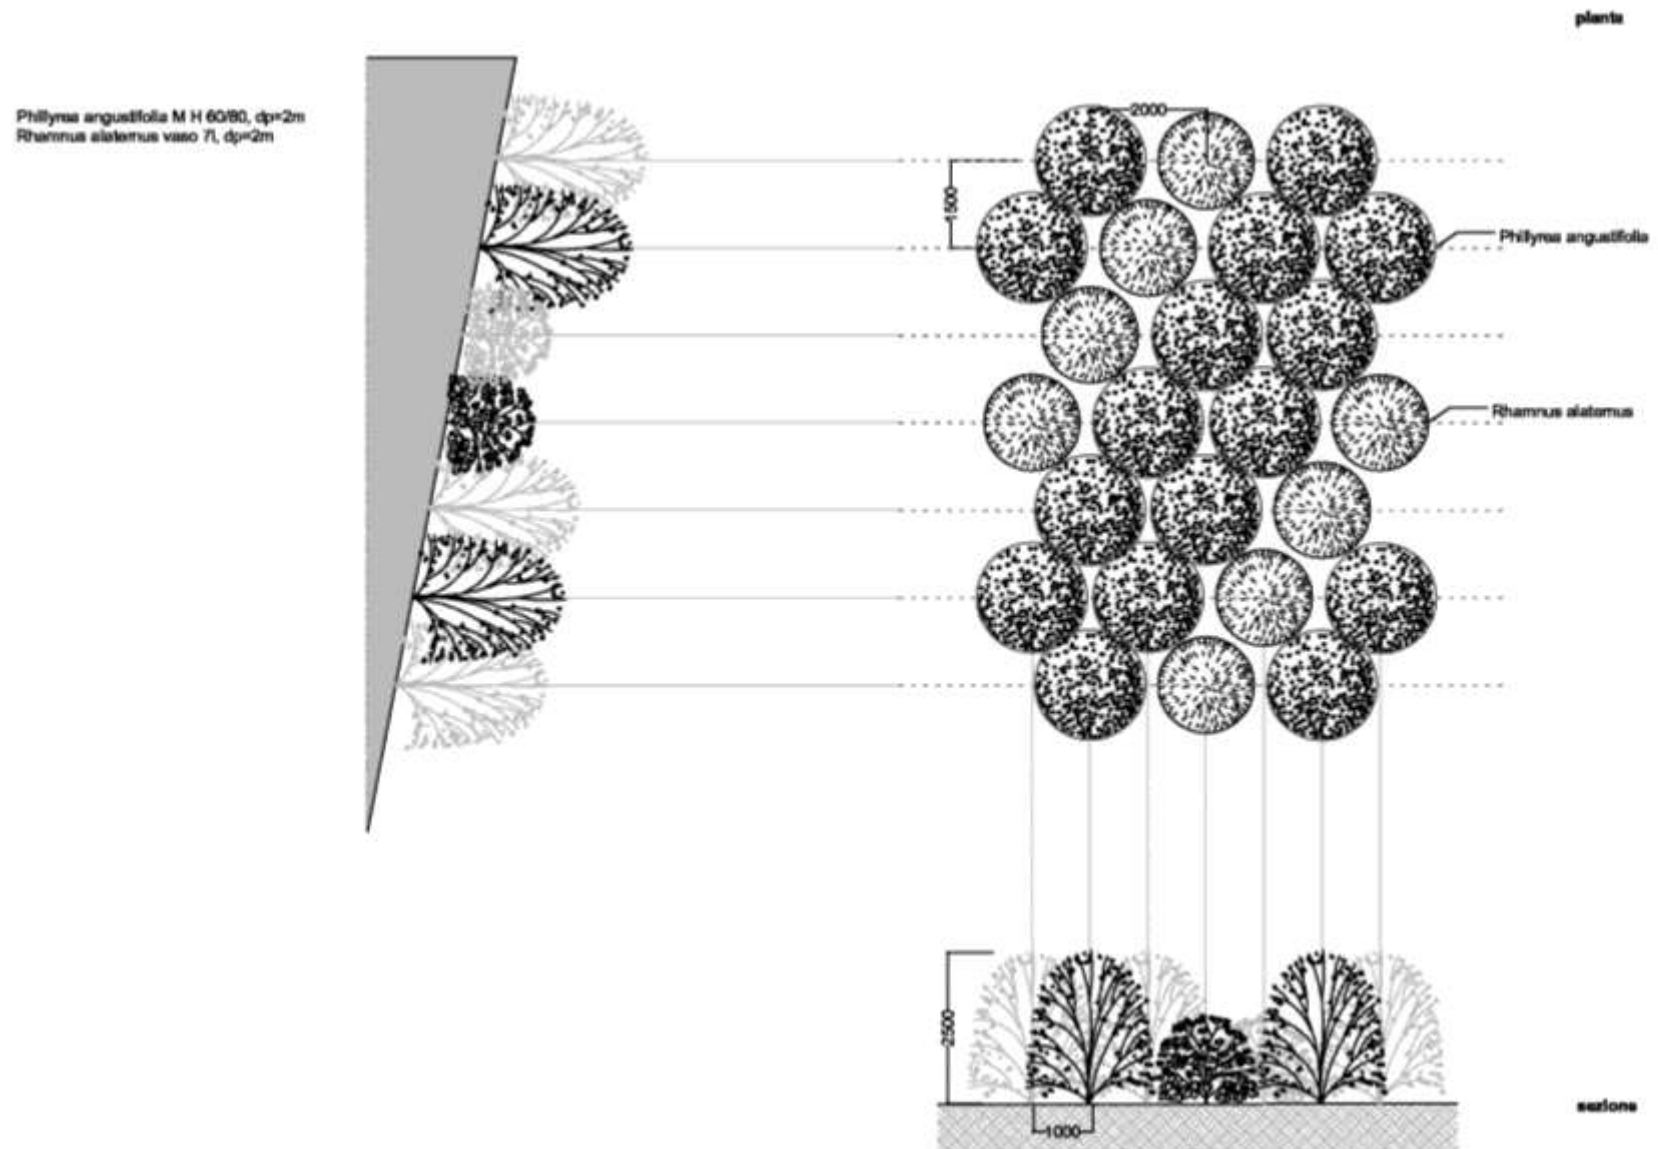 pianta
Phillyrea angustifolia M H 60/80, dp=2m
Rhamnus alaternus vaso 7l, dp=2m
2000
1500
Phillyrea angustifolia
Rhamnus alaternus
2500
sezione
1000